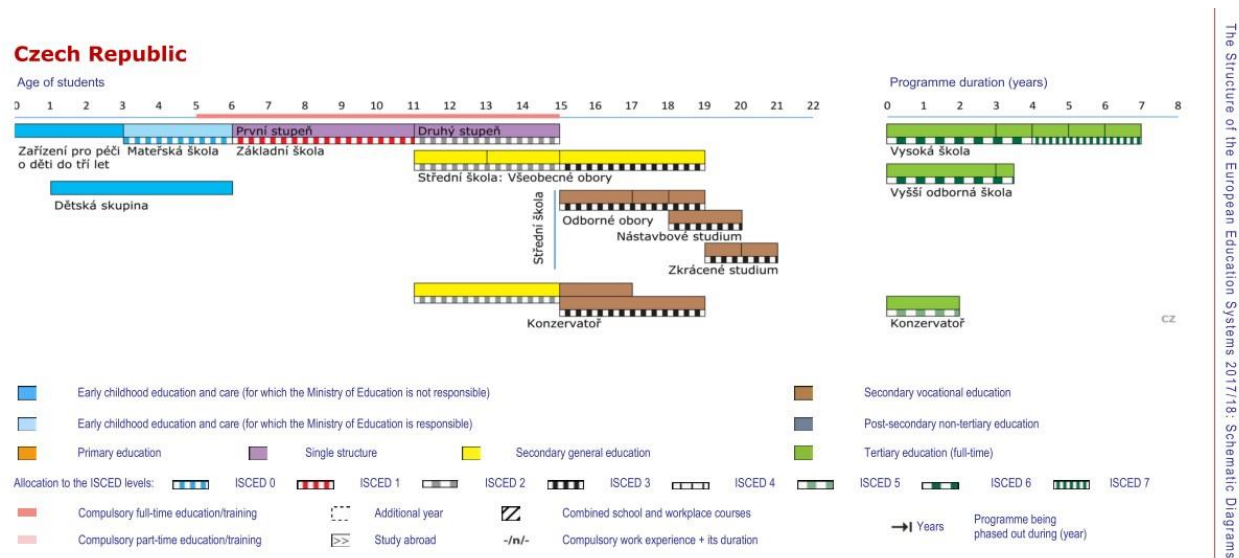 Czech Republic
Age of students
Programme duration (years)
0 1 2 3 4 5 6 7 8 9 10 11 12 13 14 15 16 17 18 19 20 21 22
0 1 2 3 4 5 6 7 8
První stupeň
Druhý stupeň
Zařízení pro péči
o děti do tří let
Mateřská škola
Základní škola
Vysoká škola
Střední škola: Všeobecné obory
Vyšší odborná škola
Dětská skupina
Střední škola
Odborné obory
Nástavbové studium
Zkrácené studium
Konzervatoř
Konzervatoř
CZ
Early childhood education and care (for which the Ministry of Education is not responsible)
Secondary vocational education
Early childhood education and care (for which the Ministry of Education is responsible)
Post-secondary non-tertiary education
Primary education
Single structure
Secondary general education
Tertiary education (full-time)
Allocation to the ISCED levels:
ISCED 0
ISCED 1
ISCED 2
ISCED 3
ISCED 4
ISCED 5
ISCED 6
ISCED 7
Compulsory full-time education/training
Additional year
Combined school and workplace courses
Years
Programme being
phased out during (year)
Compulsory part-time education/training
>> Study abroad
-/n/- Compulsory work experience + its duration
The Structure of the European Education Systems 2017/18: Schematic Diagrams